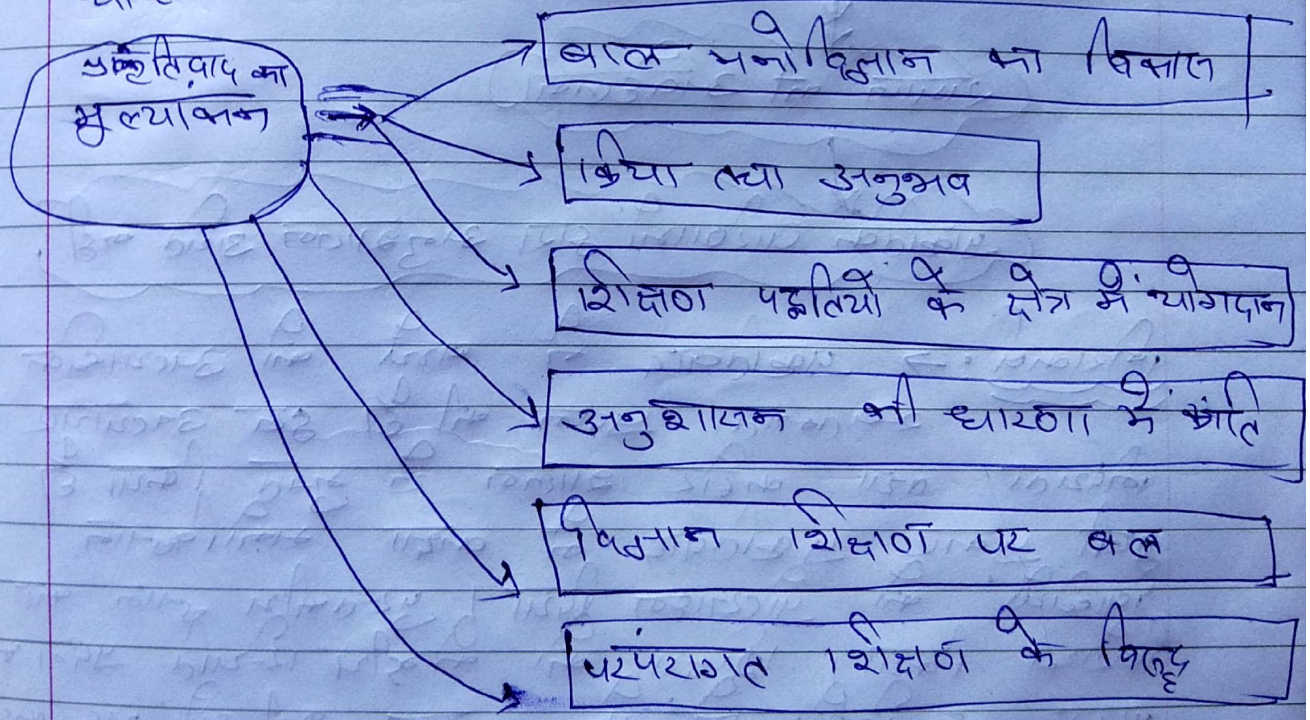 प्रकृतिवाद का
मूल्यांकन
बाल मनोविज्ञान का विकास
क्रिया तथा अनुभव
शिक्षण पद्धतियों के क्षेत्र में योगदान
अनुशासन की धारणा में क्रांति
विज्ञान शिक्षण पर बल
परंपरागत शिक्षण के विरुद्ध